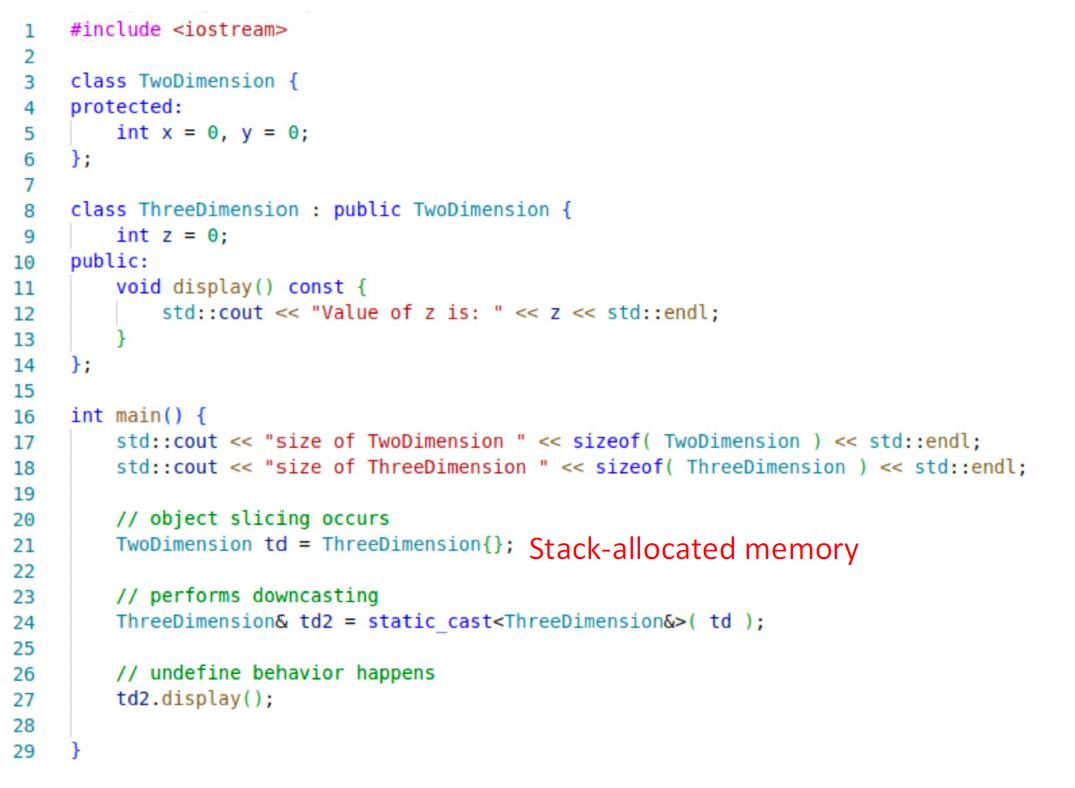 1 #include <iostream>
2
3 class TwoDimension {
4 protected:
5     int x = 0, y = 0;
6 };
7
8 class ThreeDimension : public TwoDimension {
9     int z = 0;
10 public:
11     void display() const {
12         std::cout << "Value of z is: " << z << std::endl;
13     }
14 };
15
16 int main() {
17     std::cout << "size of TwoDimension " << sizeof( TwoDimension ) << std::endl;
18     std::cout << "size of ThreeDimension " << sizeof( ThreeDimension ) << std::endl;
19
20     // object slicing occurs
21     TwoDimension td = ThreeDimension{}; Stack-allocated memory
22
23     // performs downcasting
24     ThreeDimension& td2 = static_cast<ThreeDimension&>( td );
25
26     // undefine behavior happens
27     td2.display();
28
29 }